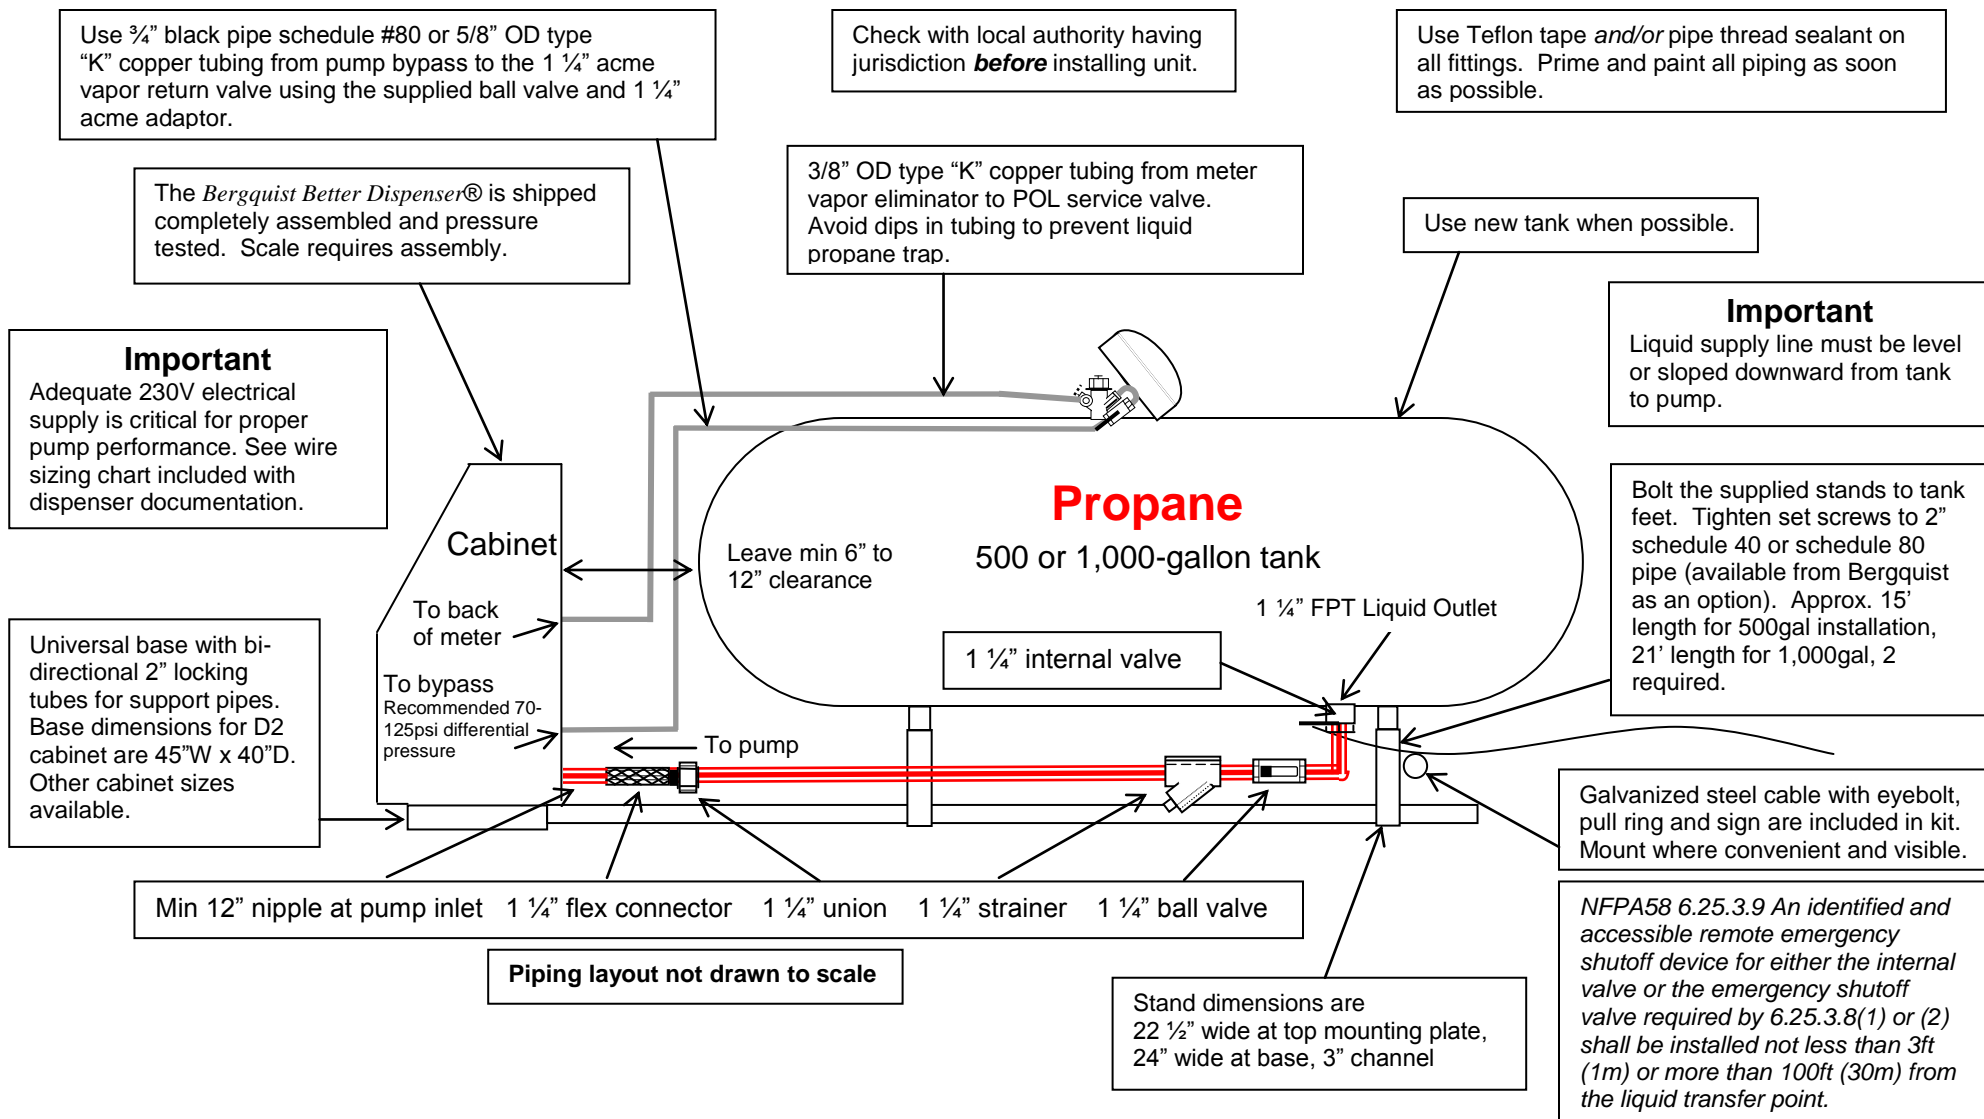 Use ¾” black pipe schedule #80 or 5/8” OD type
“K” copper tubing from pump bypass to the 1 ¼” acme
vapor return valve using the supplied ball valve and 1 ¼”
acme adaptor.
Check with local authority having
jurisdiction before installing unit.
Use Teflon tape and/or pipe thread sealant on
all fittings.  Prime and paint all piping as soon
as possible.
The Bergquist Better Dispenser® is shipped
completely assembled and pressure
tested.  Scale requires assembly.
3/8” OD type “K” copper tubing from meter
vapor eliminator to POL service valve.
Avoid dips in tubing to prevent liquid
propane trap.
Use new tank when possible.
Important
Adequate 230V electrical
supply is critical for proper
pump performance. See wire
sizing chart included with
dispenser documentation.
Important
Liquid supply line must be level
or sloped downward from tank
to pump.
Cabinet
Leave min 6” to
12” clearance
Propane
500 or 1,000-gallon tank
Bolt the supplied stands to tank
feet.  Tighten set screws to 2”
schedule 40 or schedule 80
pipe (available from Bergquist
as an option).  Approx. 15’
length for 500gal installation,
21’ length for 1,000gal, 2
required.
To back
of meter
1 ¼” FPT Liquid Outlet
1 ¼” internal valve
Universal base with bi-
directional 2” locking
tubes for support pipes.
Base dimensions for D2
cabinet are 45”W x 40”D.
Other cabinet sizes
available.
To bypass
Recommended 70-
125psi differential
pressure
To pump
Galvanized steel cable with eyebolt,
pull ring and sign are included in kit.
Mount where convenient and visible.
Min 12” nipple at pump inlet
1 ¼” flex connector
1 ¼” union
1 ¼” strainer
1 ¼” ball valve
Piping layout not drawn to scale
Stand dimensions are
22 ½” wide at top mounting plate,
24” wide at base, 3” channel
NFPA58 6.25.3.9 An identified and
accessible remote emergency
shutoff device for either the internal
valve or the emergency shutoff
valve required by 6.25.3.8(1) or (2)
shall be installed not less than 3ft
(1m) or more than 100ft (30m) from
the liquid transfer point.